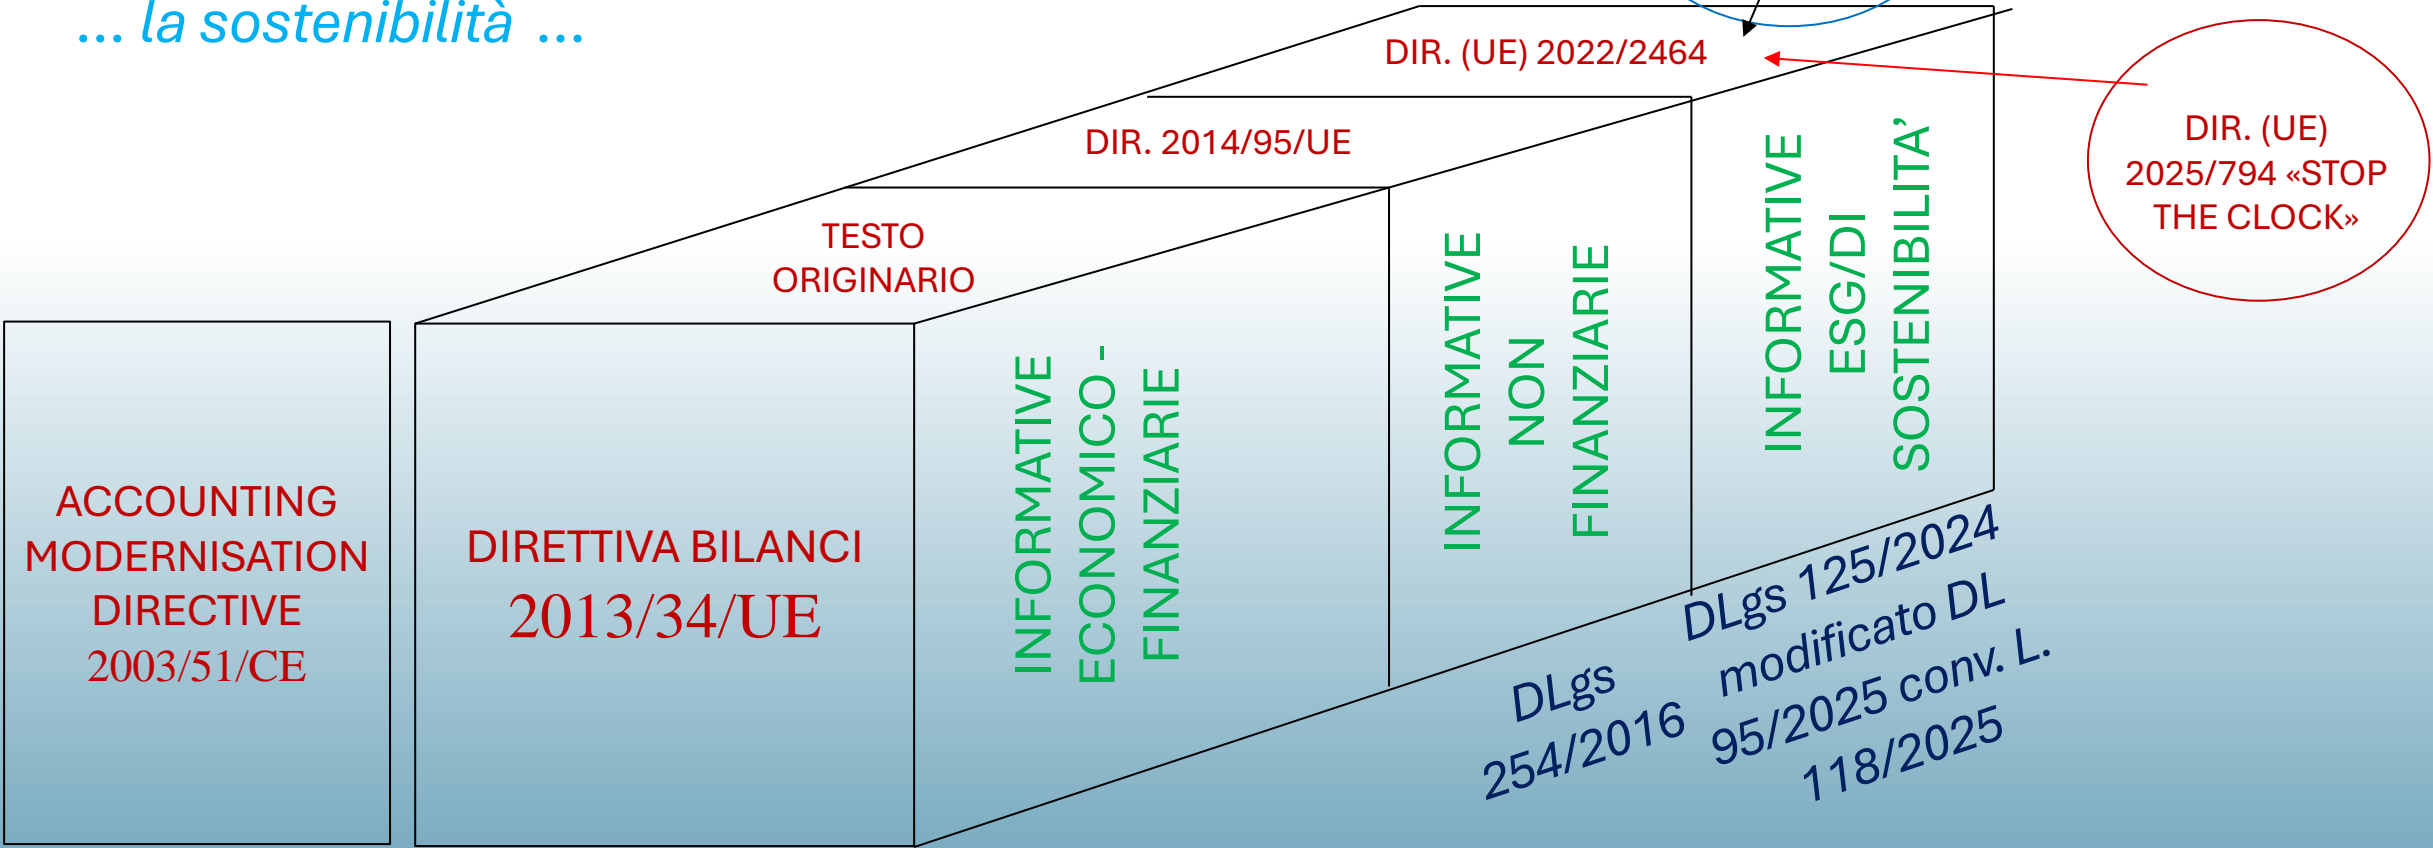 ... la sostenibilità ...
DIR. (UE) 2022/2464
DIR. 2014/95/UE
TESTO
ORIGINARIO
DIR. (UE)
2025/794 «STOP
THE CLOCK»
ACCOUNTING
MODERNISATION
DIRECTIVE
2003/51/CE
DIRETTIVA BILANCI
2013/34/UE
INFORMATIVE
ECONOMICO -
FINANZIARIE
INFORMATIVE
NON
FINANZIARIE
INFORMATIVE
ESG/DI
SOSTENIBILITA’
DLgs
254/2016
DLgs 125/2024
modificato DL
95/2025 conv. L.
118/2025